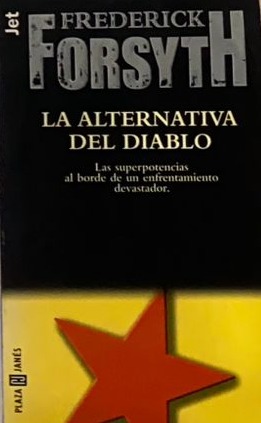 Jet
FREDERICK
FORSYTH
LA ALTERNATIVA
DEL DIABLO
Las superpotencias
al borde de un enfrentamiento
devastador.
PLAZA JANÉS